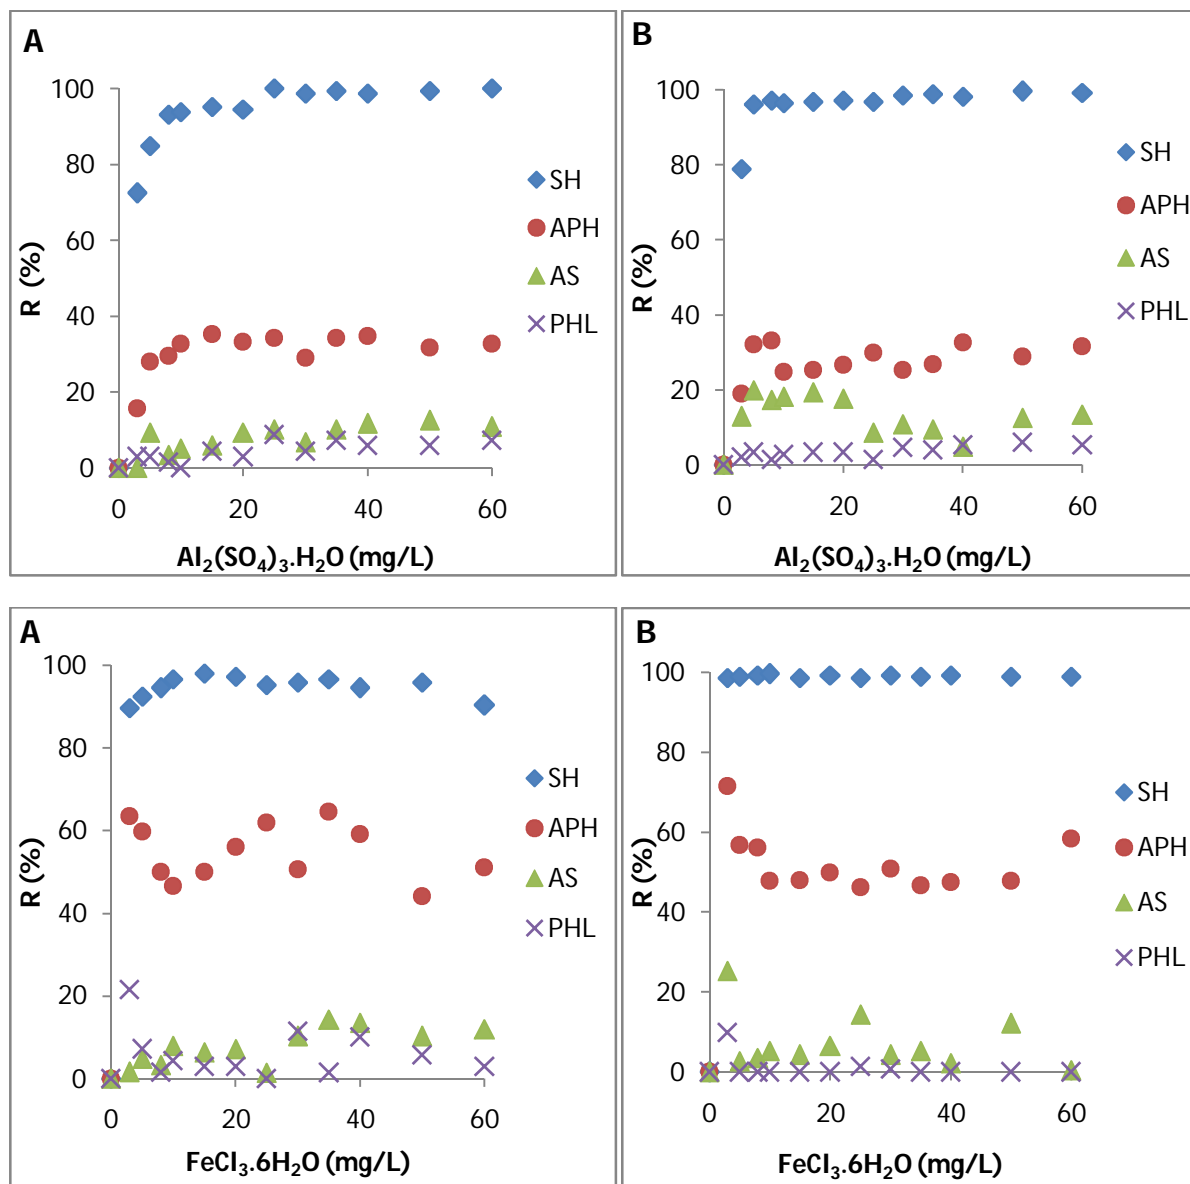 A
R (%)
100
80
60
40
20
0
0 20 40 60
Al₂(SO₄)₃.H₂O (mg/L)
SH
APH
AS
PHL
B
R (%)
100
80
60
40
20
0
0 20 40 60
Al₂(SO₄)₃.H₂O (mg/L)
SH
APH
AS
PHL
A
R (%)
100
80
60
40
20
0
0 20 40 60
FeCl₃.6H₂O (mg/L)
SH
APH
AS
PHL
B
R (%)
100
80
60
40
20
0
0 20 40 60
FeCl₃.6H₂O (mg/L)
SH
APH
AS
PHL